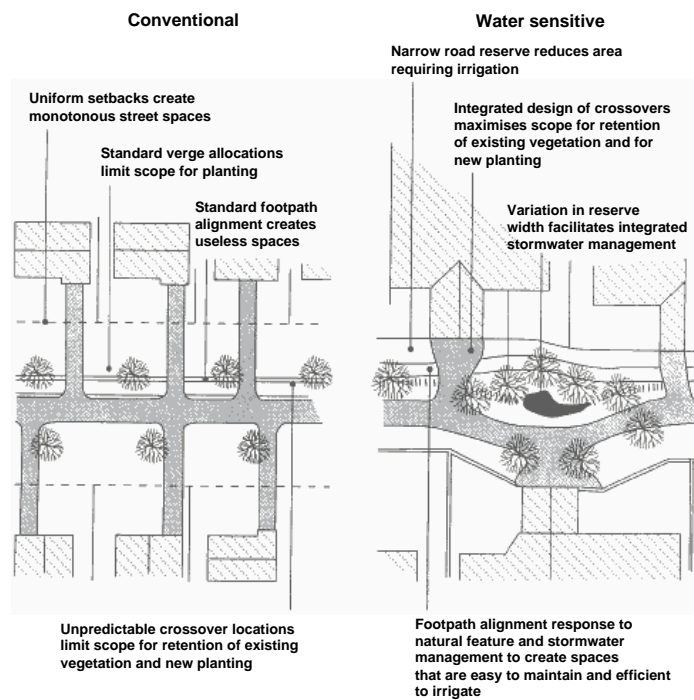 Conventional
Water sensitive
Narrow road reserve reduces area
requiring irrigation
Uniform setbacks create
monotonous street spaces
Integrated design of crossovers
maximises scope for retention
of existing vegetation and for
new planting
Standard verge allocations
limit scope for planting
Standard footpath
alignment creates
useless spaces
Variation in reserve
width facilitates integrated
stormwater management
Unpredictable crossover locations
limit scope for retention of existing
vegetation and new planting
Footpath alignment response to
natural feature and stormwater
management to create spaces
that are easy to maintain and efficient
to irrigate